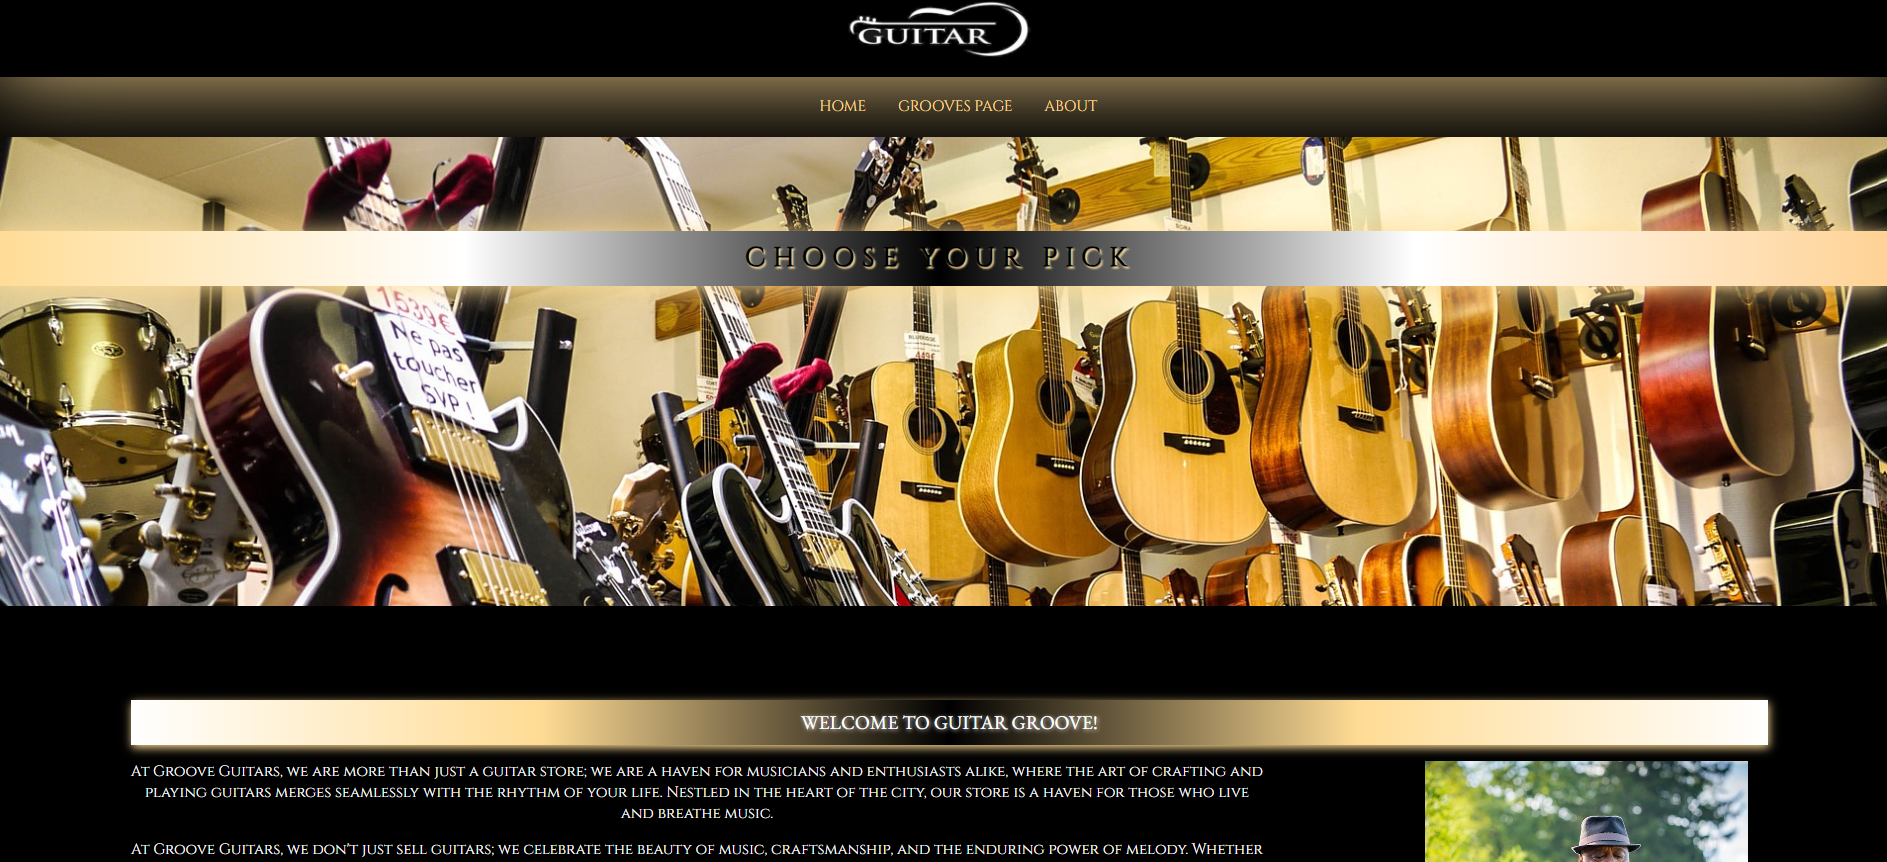 GUITAR
HOME GROOVES PAGE ABOUT
CHOOSE YOUR PICK
1539€
Ne pas
toucher
SVP !
449€
WELCOME TO GUITAR GROOVE!
At Groove Guitars, we are more than just a guitar store; we are a haven for musicians and enthusiasts alike, where the art of crafting and
playing guitars merges seamlessly with the rhythm of your life. Nestled in the heart of the city, our store is a haven for those who live
and breathe music.
At Groove Guitars, we don't just sell guitars; we celebrate the beauty of music, craftsmanship, and the enduring power of melody. Whether